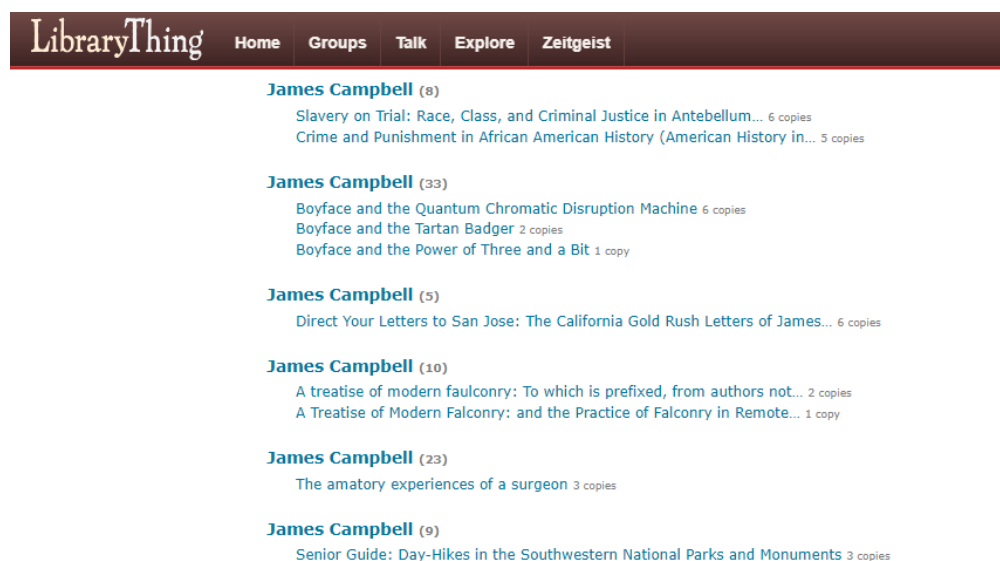 LibraryThing Home Groups Talk Explore Zeitgeist
James Campbell (8)
Slavery on Trial: Race, Class, and Criminal Justice in Antebellum... 6 copies
Crime and Punishment in African American History (American History in... 5 copies
James Campbell (33)
Boyface and the Quantum Chromatic Disruption Machine 6 copies
Boyface and the Tartan Badger 2 copies
Boyface and the Power of Three and a Bit 1 copy
James Campbell (5)
Direct Your Letters to San Jose: The California Gold Rush Letters of James... 6 copies
James Campbell (10)
A treatise of modern faulconry: To which is prefixed, from authors not... 2 copies
A Treatise of Modern Falconry: and the Practice of Falconry in Remote... 1 copy
James Campbell (23)
The amatory experiences of a surgeon 3 copies
James Campbell (9)
Senior Guide: Day-Hikes in the Southwestern National Parks and Monuments 3 copies